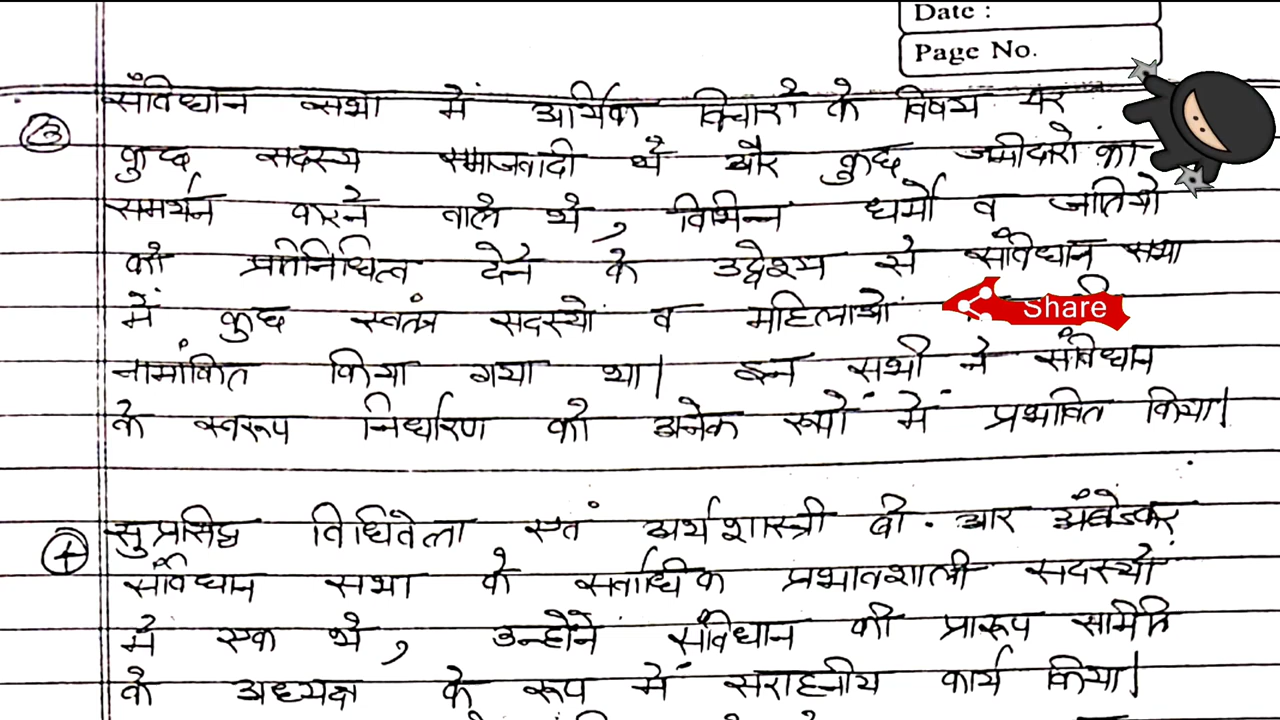 Date :
Page No.
③ संविधान सभा में आर्थिक विचारों के विषय पर
कुछ सदस्य समाजवादी थे और कुछ जमीदारों का
समर्थन करने वाले थे, विभिन्न धर्मो व जातियो
को प्रतिनिधित्व देने के उद्देश्य से संविधान सभा
में कुछ स्वतंत्र सदस्यों व महिलाओं
Share
नामांकित किया गया था। इन सभी ने संविधान
के स्वरूप निर्धारण को अनेक रूपों में प्रभावित किया।
④ सुप्रसिद्ध विधिवेता एवं अर्थशास्त्री बी. आर अंबेडकर
संविधान सभा के सर्वाधिक प्रभावशाली सदस्यों
मे एक थे, उन्होंने संविधान की प्रारूप समिति
के अध्यक्ष के रूप में सराहनीय कार्य किया।